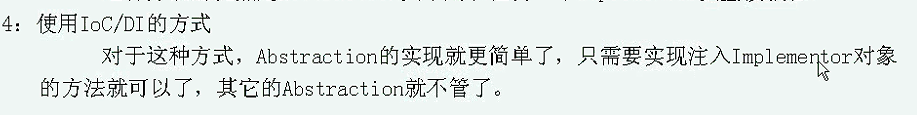 4：使用IoC/DI的方式
对于这种方式，Abstraction的实现就更简单了，只需要实现注入Implementor对象
的方法就可以了，其它的Abstraction就不管了。